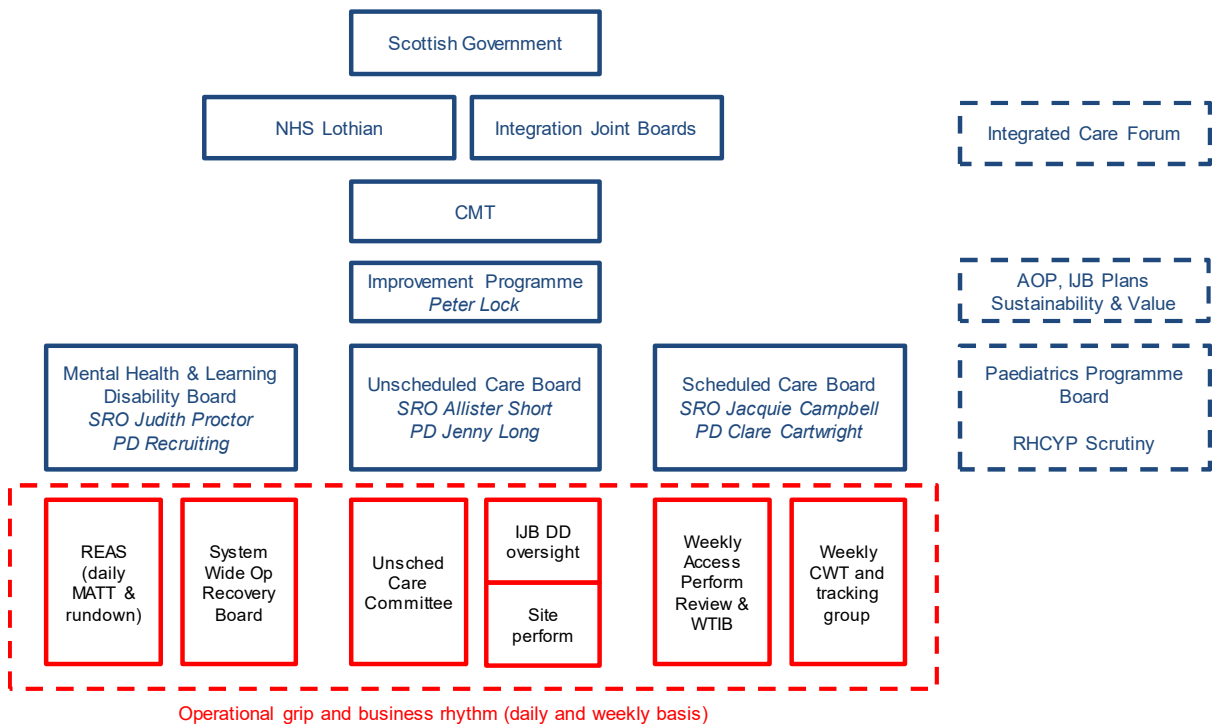 Scottish Government
NHS Lothian
Integration Joint Boards
Integrated Care Forum
CMT
Improvement Programme
Peter Lock
AOP, IJB Plans
Sustainability & Value
Mental Health & Learning
Disability Board
SRO Judith Proctor
PD Recruiting
Unscheduled Care Board
SRO Allister Short
PD Jenny Long
Scheduled Care Board
SRO Jacquie Campbell
PD Clare Cartwright
Paediatrics Programme
Board
RHCYP Scrutiny
REAS
(daily
MATT &
rundown)
System
Wide Op
Recovery
Board
Unsched
Care
Committee
IJB DD
oversight
Site
perform
Weekly
Access
Perform
Review &
WTIB
Weekly
CWT and
tracking
group
Operational grip and business rhythm (daily and weekly basis)